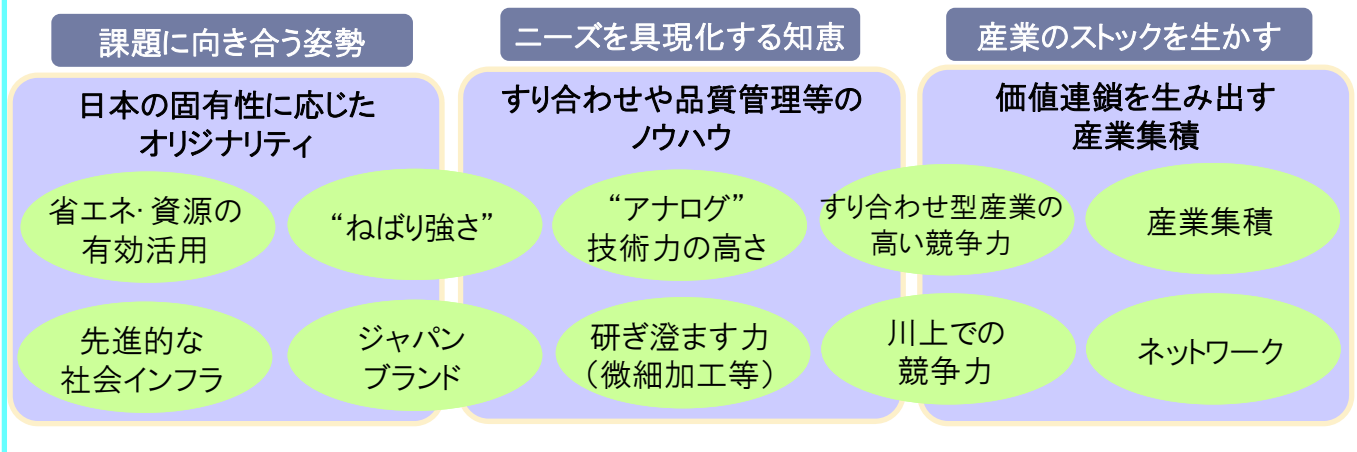 課題に向き合う姿勢
日本の固有性に応じた
オリジナリティ
省エネ・資源の
有効活用
“ねばり強さ”
先進的な
社会インフラ
ジャパン
ブランド
ニーズを具現化する知恵
すり合わせや品質管理等の
ノウハウ
“アナログ”
技術力の高さ
研ぎ澄ます力
（微細加工等）
産業のストックを生かす
価値連鎖を生み出す
産業集積
すり合わせ型産業の
高い競争力
産業集積
川上での
競争力
ネットワーク